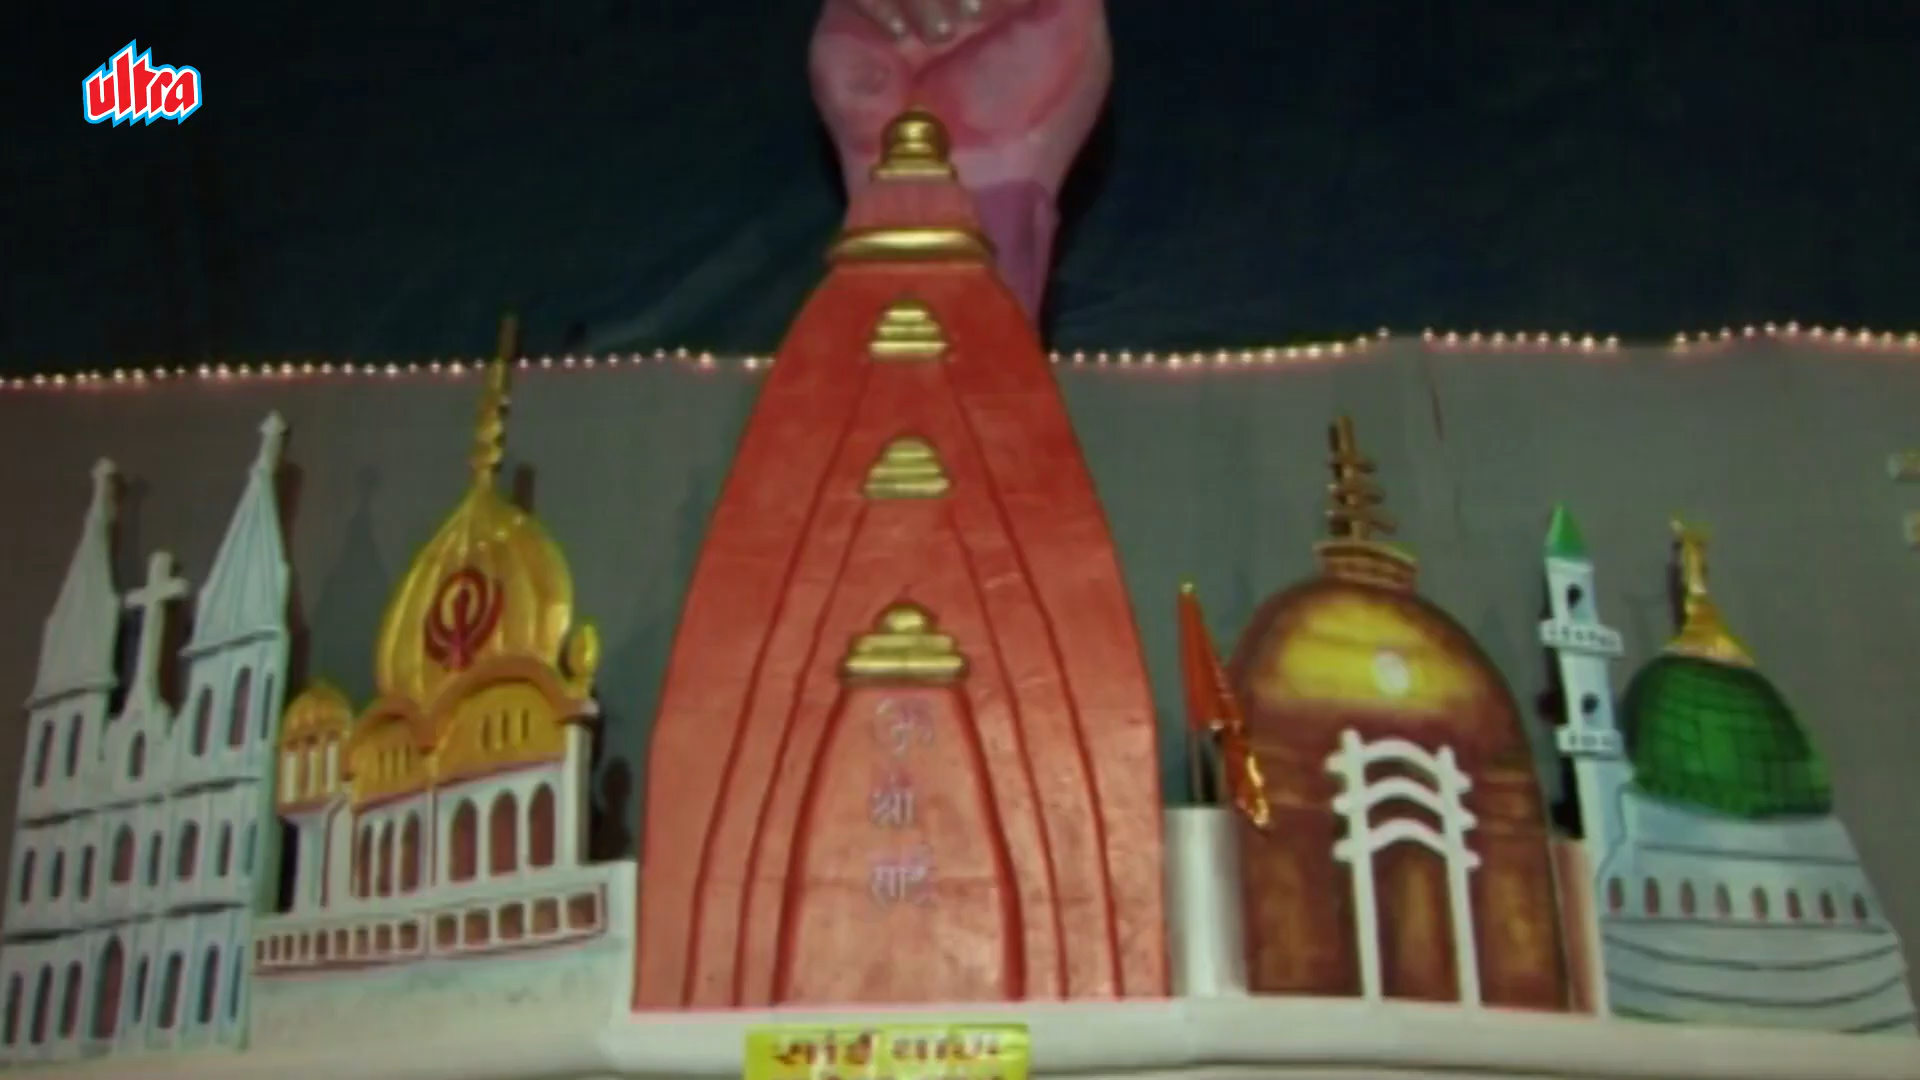 ultra
ॐ
श्री
साई
साई धाम